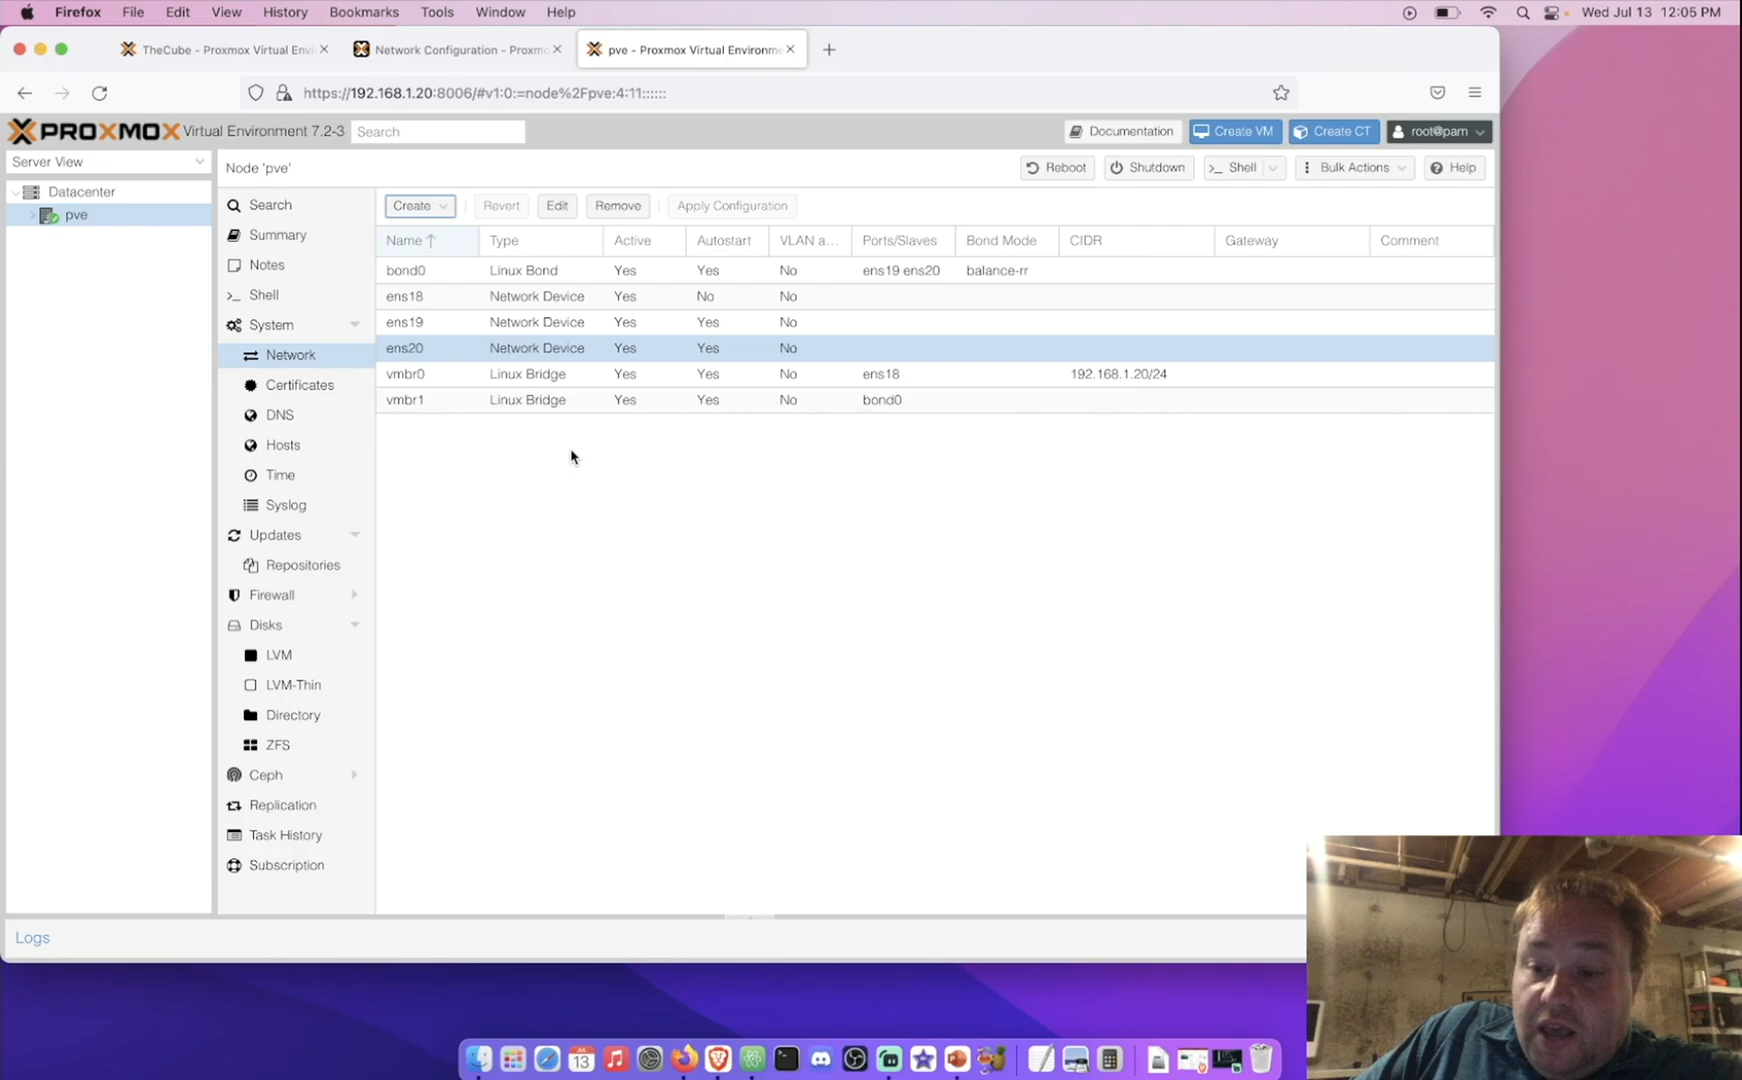 Firefox File Edit View History Bookmarks Tools Window Help Wed Jul 13 12:05 PM
TheCube - Proxmox Virtual Envi Network Configuration - Proxmo pve - Proxmox Virtual Environme
https://192.168.1.20:8006/#v1:0:=node%2Fpve:4:11::::::
PROXMOX Virtual Environment 7.2-3 Search Documentation Create VM Create CT root@pam
Server View
Node 'pve' Reboot Shutdown Shell Bulk Actions Help
Datacenter
pve
Search
Summary
Notes
Shell
System
Network
Certificates
DNS
Hosts
Time
Syslog
Updates
Repositories
Firewall
Disks
LVM
LVM-Thin
Directory
ZFS
Ceph
Replication
Task History
Subscription
Create Revert Edit Remove Apply Configuration
Name Type Active Autostart VLAN a... Ports/Slaves Bond Mode CIDR Gateway Comment
bond0 Linux Bond Yes Yes No ens19 ens20 balance-rr
ens18 Network Device Yes No No
ens19 Network Device Yes Yes No
ens20 Network Device Yes Yes No
vmbr0 Linux Bridge Yes Yes No ens18 192.168.1.20/24
vmbr1 Linux Bridge Yes Yes No bond0
Logs
13